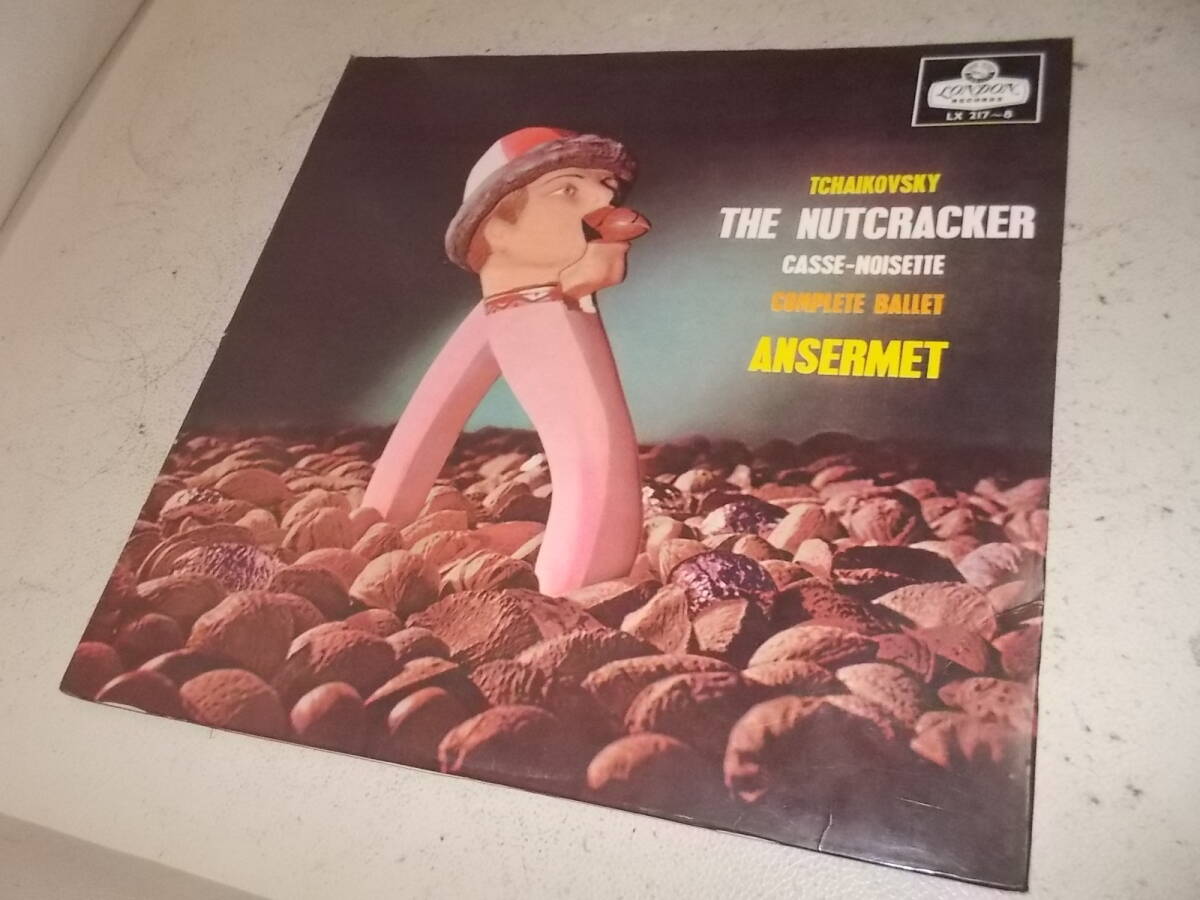 LONDON
RECORDS
LX 217~8
TCHAIKOVSKY
THE NUTCRACKER
CASSE-NOISETTE
COMPLETE BALLET
ANSERMET